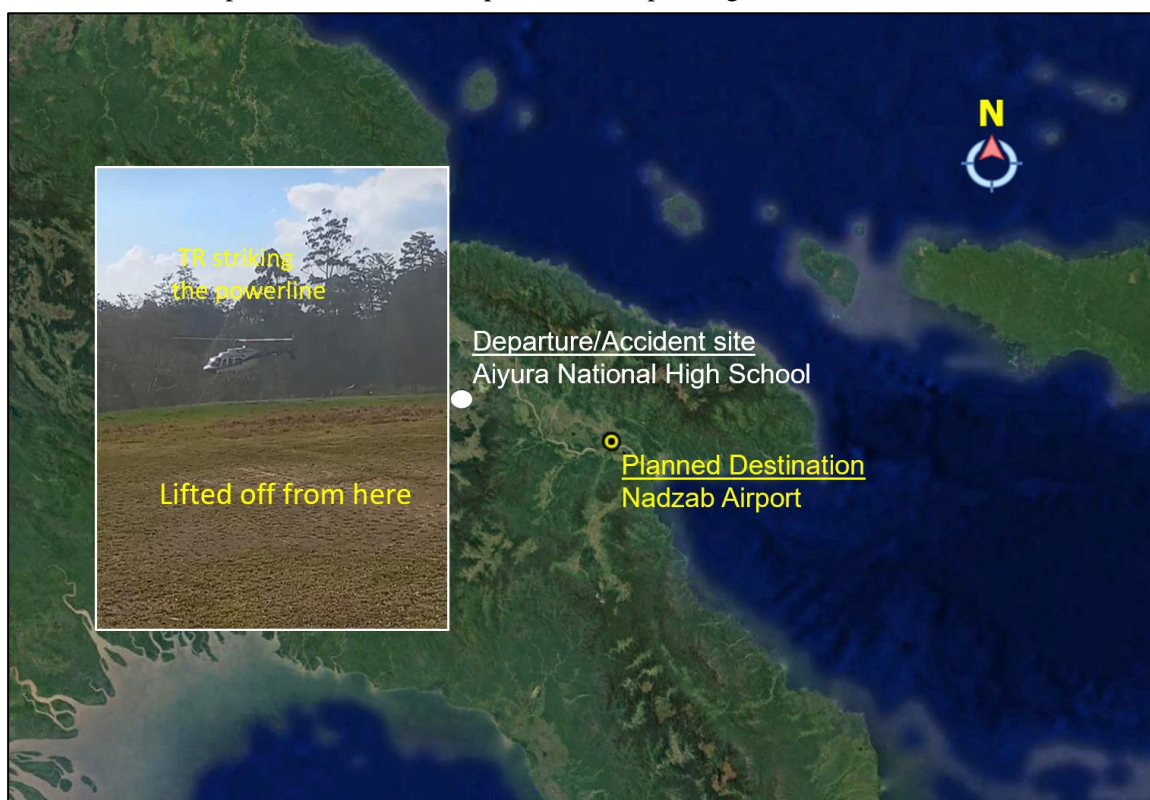 N
TR striking
the powerline
Departure/Accident site
Aiyura National High School
Planned Destination
Nadzab Airport
Lifted off from here